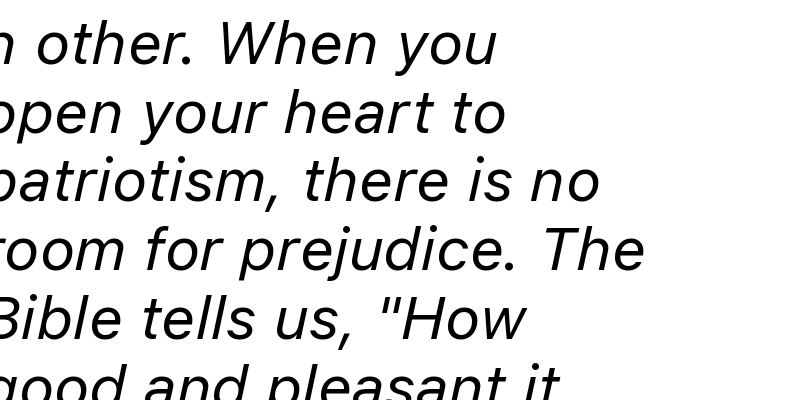 other. When you
open your heart to
patriotism, there is no
room for prejudice. The
Bible tells us, "How
good and pleasant it